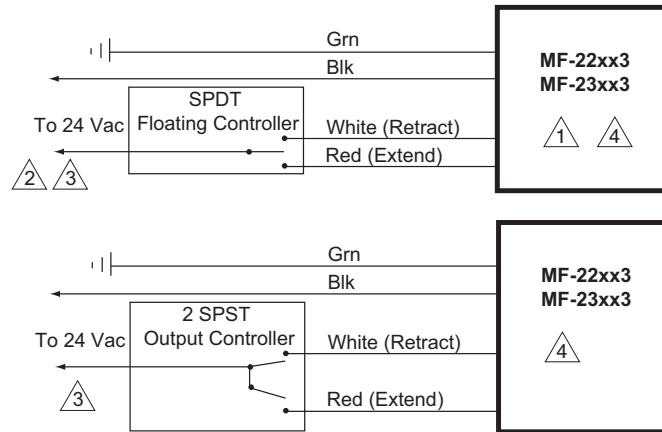 Grn
Blk
MF-22xx3
MF-23xx3
SPDT
Floating Controller
To 24 Vac
White (Retract)
Red (Extend)
1 4
2 3
Grn
Blk
MF-22xx3
MF-23xx3
2 SPST
Output Controller
To 24 Vac
White (Retract)
4
3
Red (Extend)